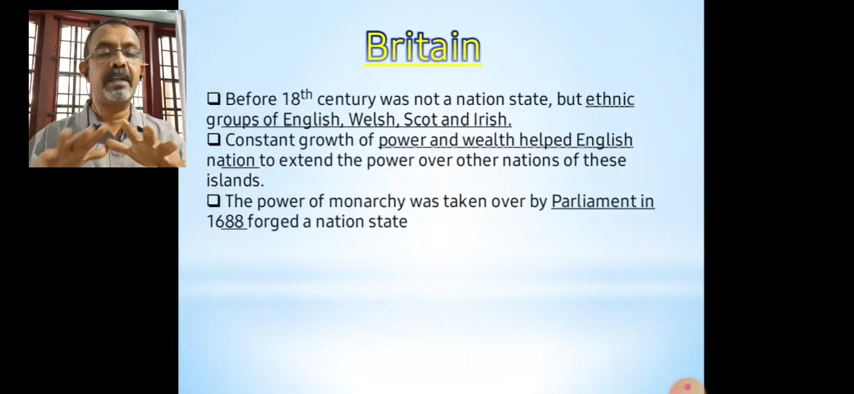 Britain
❑ Before 18th century was not a nation state, but ethnic
groups of English, Welsh, Scot and Irish.
❑ Constant growth of power and wealth helped English
nation to extend the power over other nations of these
islands.
❑ The power of monarchy was taken over by Parliament in
1688 forged a nation state